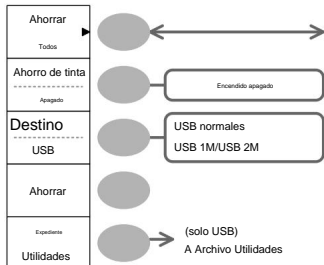 Ahorrar
Todos
Ahorro de tinta
Apagado
Encendido apagado
Destino
USB
USB normales
USB 1M/USB 2M
Ahorrar
Expediente
Utilidades
(solo USB)
A Archivo Utilidades